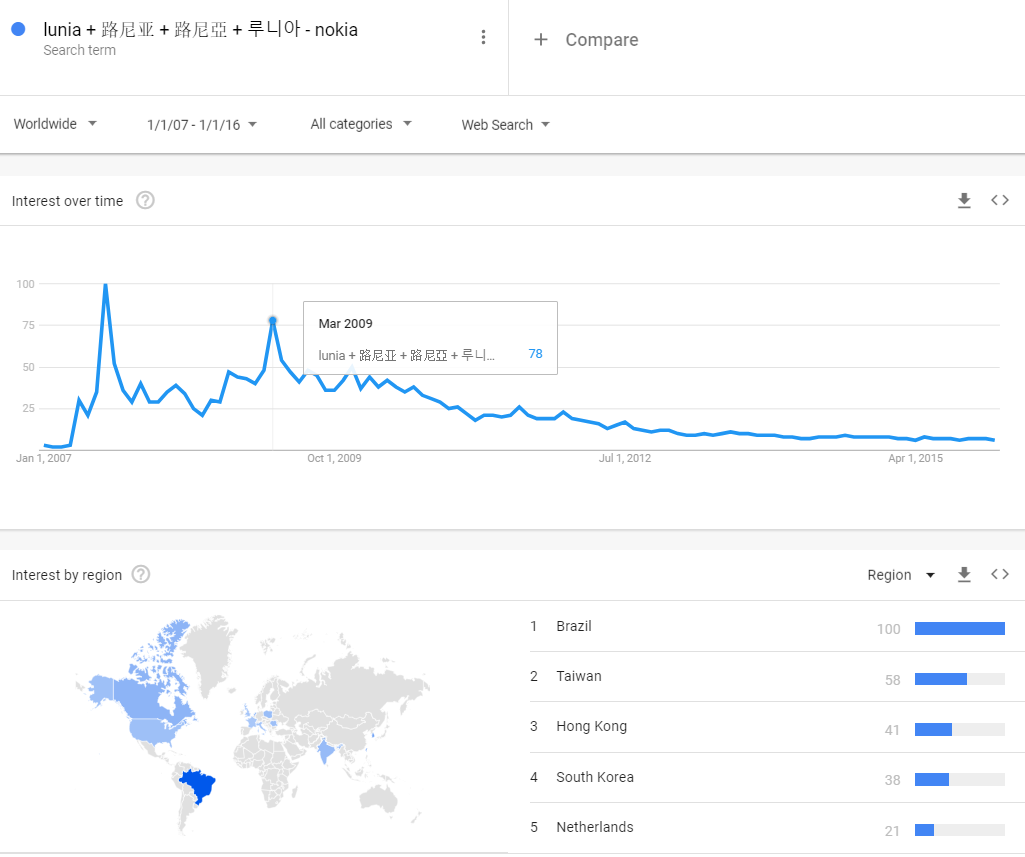 lunia + 路尼亚 + 路尼亞 + 루니아 - nokia
Search term
+ Compare
Worldwide 1/1/07 - 1/1/16 All categories Web Search
Interest over time ?
100
75
50
25
Mar 2009
lunia + 路尼亚 + 路尼亞 + 루니... 78
Jan 1, 2007 Oct 1, 2009 Jul 1, 2012 Apr 1, 2015
Interest by region ? Region
1 Brazil 100
2 Taiwan 58
3 Hong Kong 41
4 South Korea 38
5 Netherlands 21